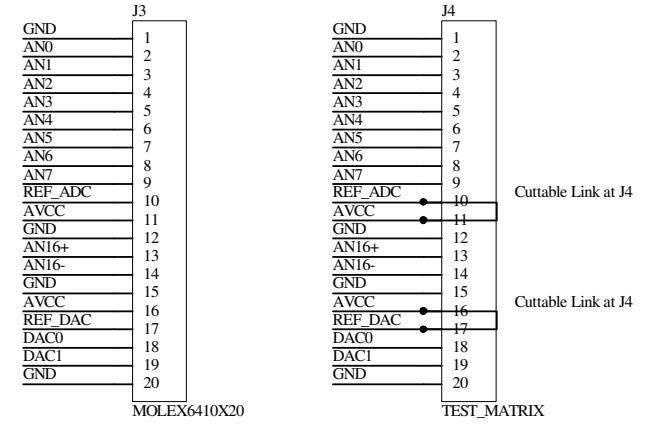 J3
GND 1
AN0 2
AN1 3
AN2 4
AN3 5
AN4 6
AN5 7
AN6 8
AN7 9
REF_ADC 10
AVCC 11
GND 12
AN16+ 13
AN16- 14
GND 15
AVCC 16
REF_DAC 17
DAC0 18
DAC1 19
GND 20
MOLEX6410X20
J4
GND 1
AN0 2
AN1 3
AN2 4
AN3 5
AN4 6
AN5 7
AN6 8
AN7 9
REF_ADC 10
Cuttable Link at J4
AVCC 11
GND 12
AN16+ 13
AN16- 14
GND 15
AVCC 16
Cuttable Link at J4
REF_DAC 17
DAC0 18
DAC1 19
GND 20
TEST_MATRIX